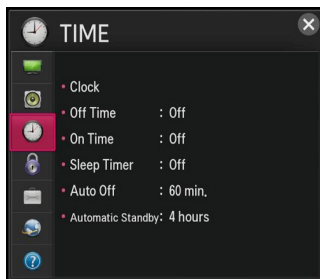 TIME
• Clock
• Off Time : Off
• On Time : Off
• Sleep Timer : Off
• Auto Off : 60 min.
• Automatic Standby: 4 hours
?